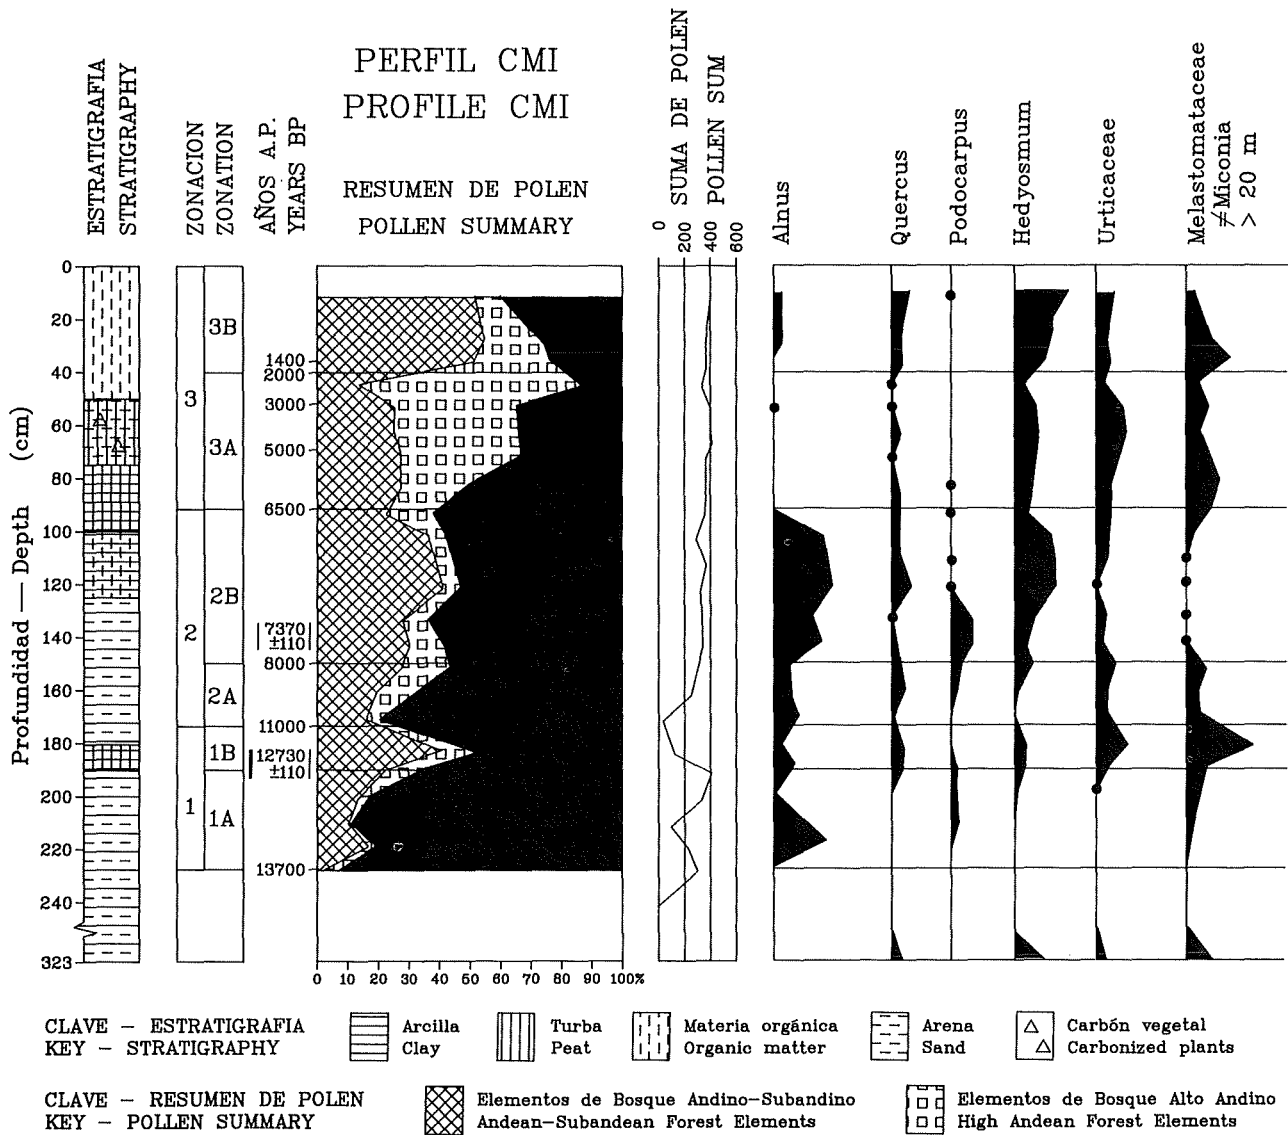 PERFIL CMI
PROFILE CMI
RESUMEN DE POLEN
POLLEN SUMMARY
ESTRATIGRAFIA
STRATIGRAPHY
ZONACION
ZONATION
AÑOS A.P.
YEARS BP
SUMA DE POLEN
POLLEN SUM
0
200
400
600
Alnus
Quercus
Podocarpus
Hedyosmum
Urticaceae
Melastomataceae
≠Miconia
> 20 m
Profundidad — Depth (cm)
0
20
40
60
80
100
120
140
160
180
200
220
240
323
3
2
1
3B
3A
2B
2A
1B
1A
1400
2000
3000
5000
6500
7370
±110
8000
11000
12730
±110
13700
0 10 20 30 40 50 60 70 80 90 100%
CLAVE – ESTRATIGRAFIA
KEY – STRATIGRAPHY
Arcilla
Clay
Turba
Peat
Materia orgánica
Organic matter
Arena
Sand
Carbón vegetal
Carbonized plants
CLAVE – RESUMEN DE POLEN
KEY – POLLEN SUMMARY
Elementos de Bosque Andino–Subandino
Andean–Subandean Forest Elements
Elementos de Bosque Alto Andino
High Andean Forest Elements